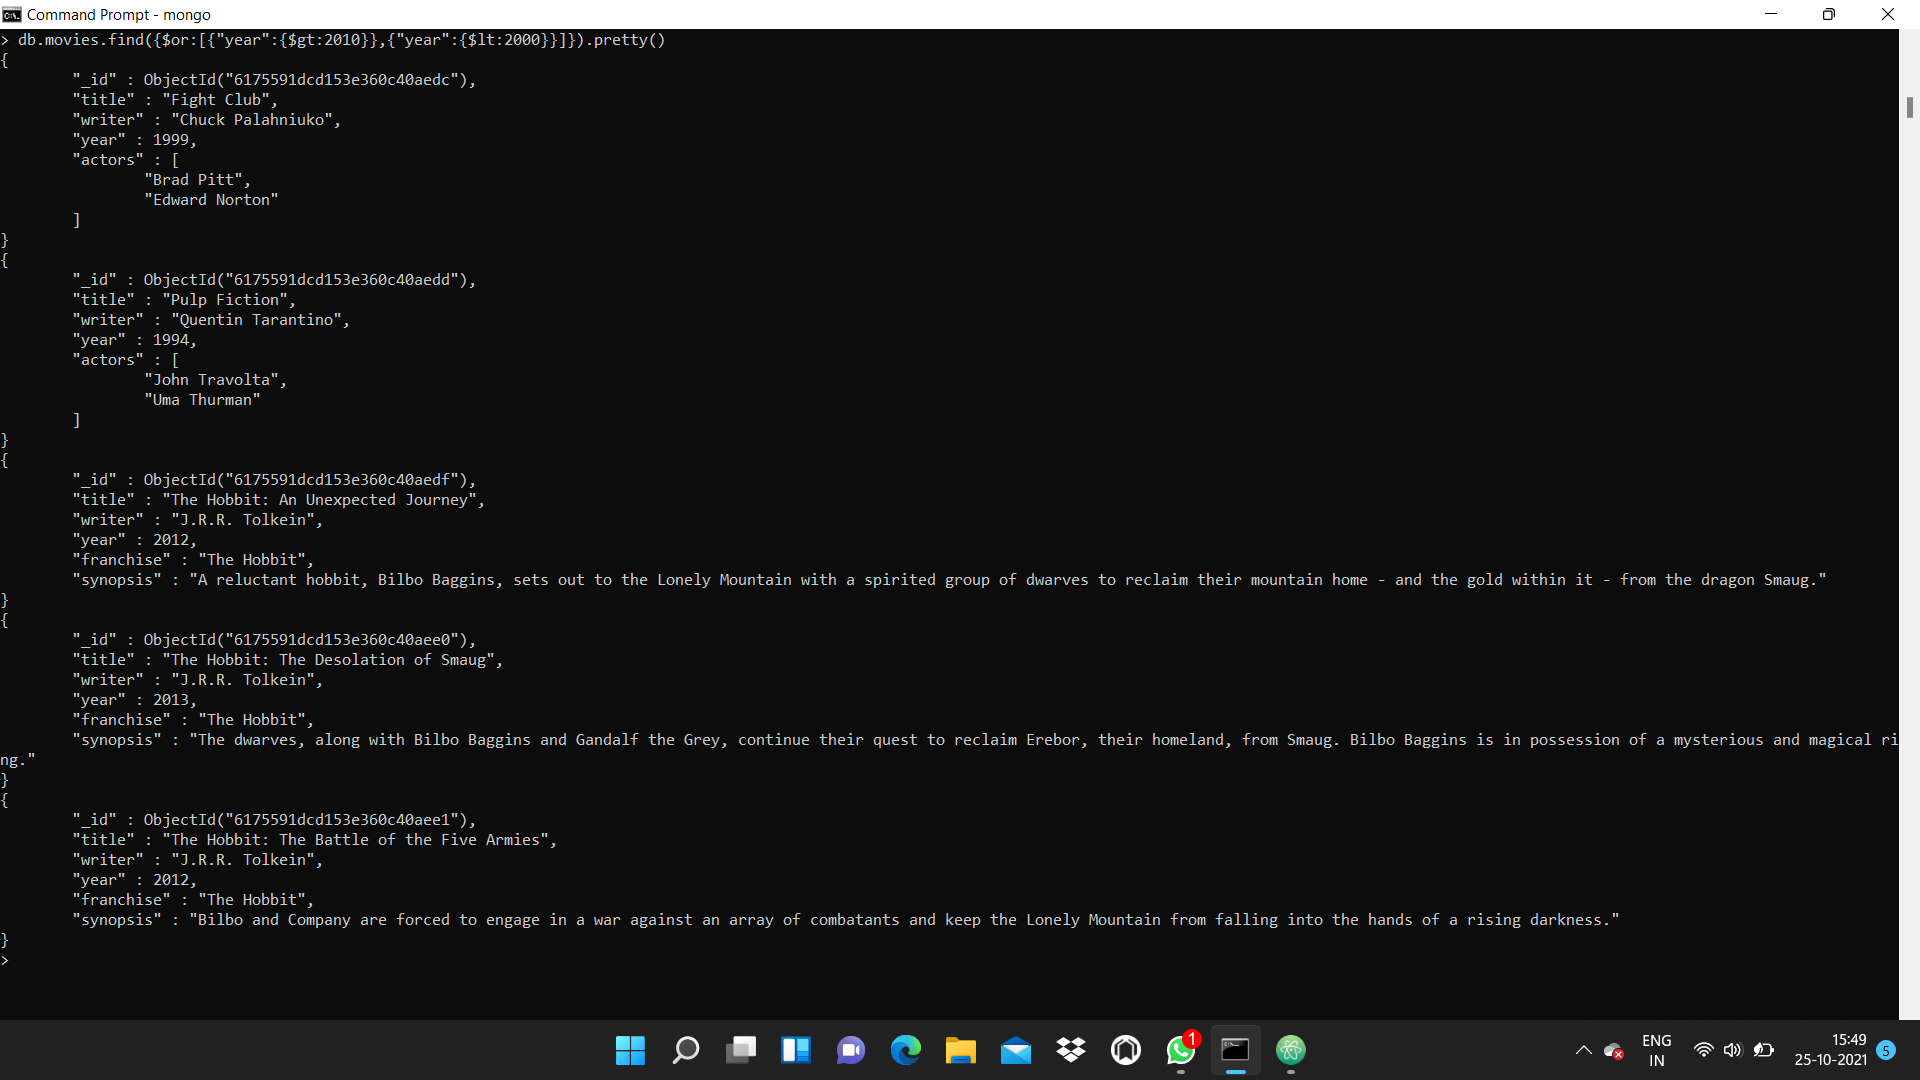 Command Prompt - mongo
> db.movies.find({$or:[{"year":{$gt:2010}},{"year":{$lt:2000}}]}).pretty()
{
        "_id" : ObjectId("6175591dcd153e360c40aedc"),
        "title" : "Fight Club",
        "writer" : "Chuck Palahniuko",
        "year" : 1999,
        "actors" : [
                "Brad Pitt",
                "Edward Norton"
        ]
}
{
        "_id" : ObjectId("6175591dcd153e360c40aedd"),
        "title" : "Pulp Fiction",
        "writer" : "Quentin Tarantino",
        "year" : 1994,
        "actors" : [
                "John Travolta",
                "Uma Thurman"
        ]
}
{
        "_id" : ObjectId("6175591dcd153e360c40aedf"),
        "title" : "The Hobbit: An Unexpected Journey",
        "writer" : "J.R.R. Tolkein",
        "year" : 2012,
        "franchise" : "The Hobbit",
        "synopsis" : "A reluctant hobbit, Bilbo Baggins, sets out to the Lonely Mountain with a spirited group of dwarves to reclaim their mountain home - and the gold within it - from the dragon Smaug."
}
{
        "_id" : ObjectId("6175591dcd153e360c40aee0"),
        "title" : "The Hobbit: The Desolation of Smaug",
        "writer" : "J.R.R. Tolkein",
        "year" : 2013,
        "franchise" : "The Hobbit",
        "synopsis" : "The dwarves, along with Bilbo Baggins and Gandalf the Grey, continue their quest to reclaim Erebor, their homeland, from Smaug. Bilbo Baggins is in possession of a mysterious and magical ri
ng."
}
{
        "_id" : ObjectId("6175591dcd153e360c40aee1"),
        "title" : "The Hobbit: The Battle of the Five Armies",
        "writer" : "J.R.R. Tolkein",
        "year" : 2012,
        "franchise" : "The Hobbit",
        "synopsis" : "Bilbo and Company are forced to engage in a war against an array of combatants and keep the Lonely Mountain from falling into the hands of a rising darkness."
}
>
1
ENG
IN
15:49
25-10-2021
5